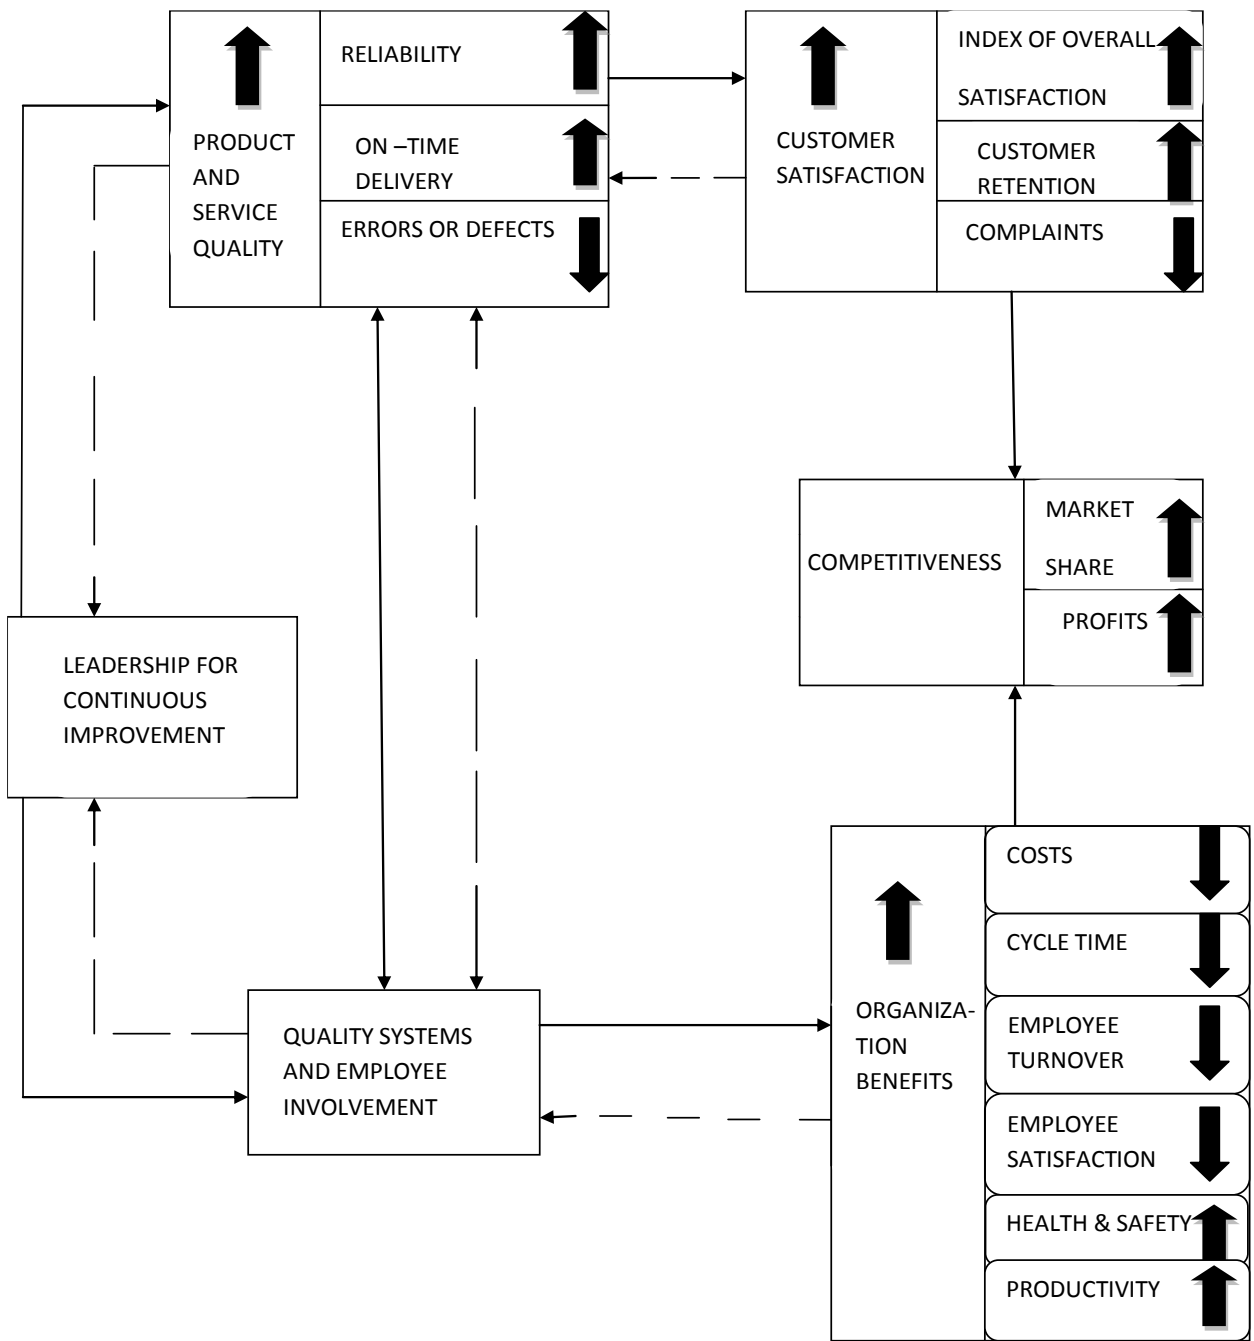 PRODUCT
AND
SERVICE
QUALITY
RELIABILITY
ON –TIME
DELIVERY
ERRORS OR DEFECTS
CUSTOMER
SATISFACTION
INDEX OF OVERALL
SATISFACTION
CUSTOMER
RETENTION
COMPLAINTS
COMPETITIVENESS
MARKET
SHARE
PROFITS
LEADERSHIP FOR
CONTINUOUS
IMPROVEMENT
QUALITY SYSTEMS
AND EMPLOYEE
INVOLVEMENT
ORGANIZA-
TION
BENEFITS
COSTS
CYCLE TIME
EMPLOYEE
TURNOVER
EMPLOYEE
SATISFACTION
HEALTH & SAFETY
PRODUCTIVITY